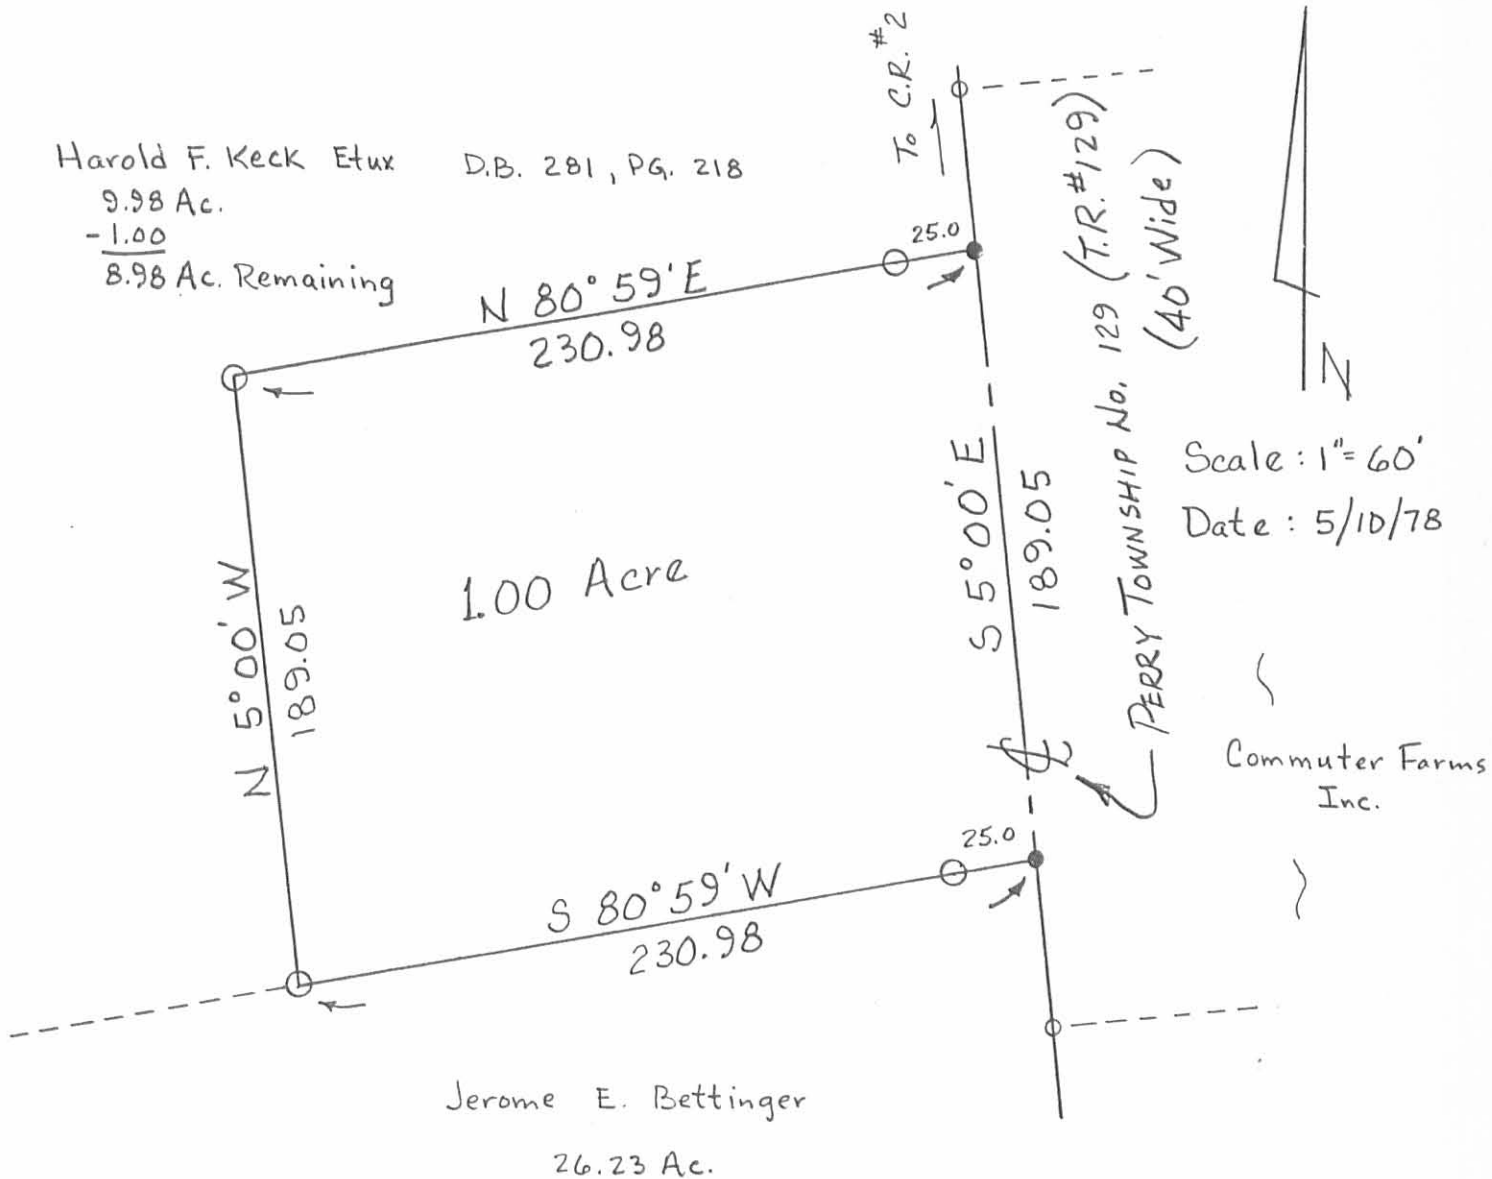 To C.R. #2
Harold F. Keck Etux D.B. 281, PG. 218
9.98 Ac.
-1.00
8.98 Ac. Remaining
N 80°59'E
230.98
25.0
PERRY TOWNSHIP No. 129 (T.R.#129)
(40' Wide)
N
Scale: 1"= 60'
Date: 5/10/78
S 5°00' E
189.05
N 5°00' W
189.05
1.00 Acre
℄
Commuter Farms
Inc.
25.0
S 80°59' W
230.98
Jerome E. Bettinger
26.23 Ac.